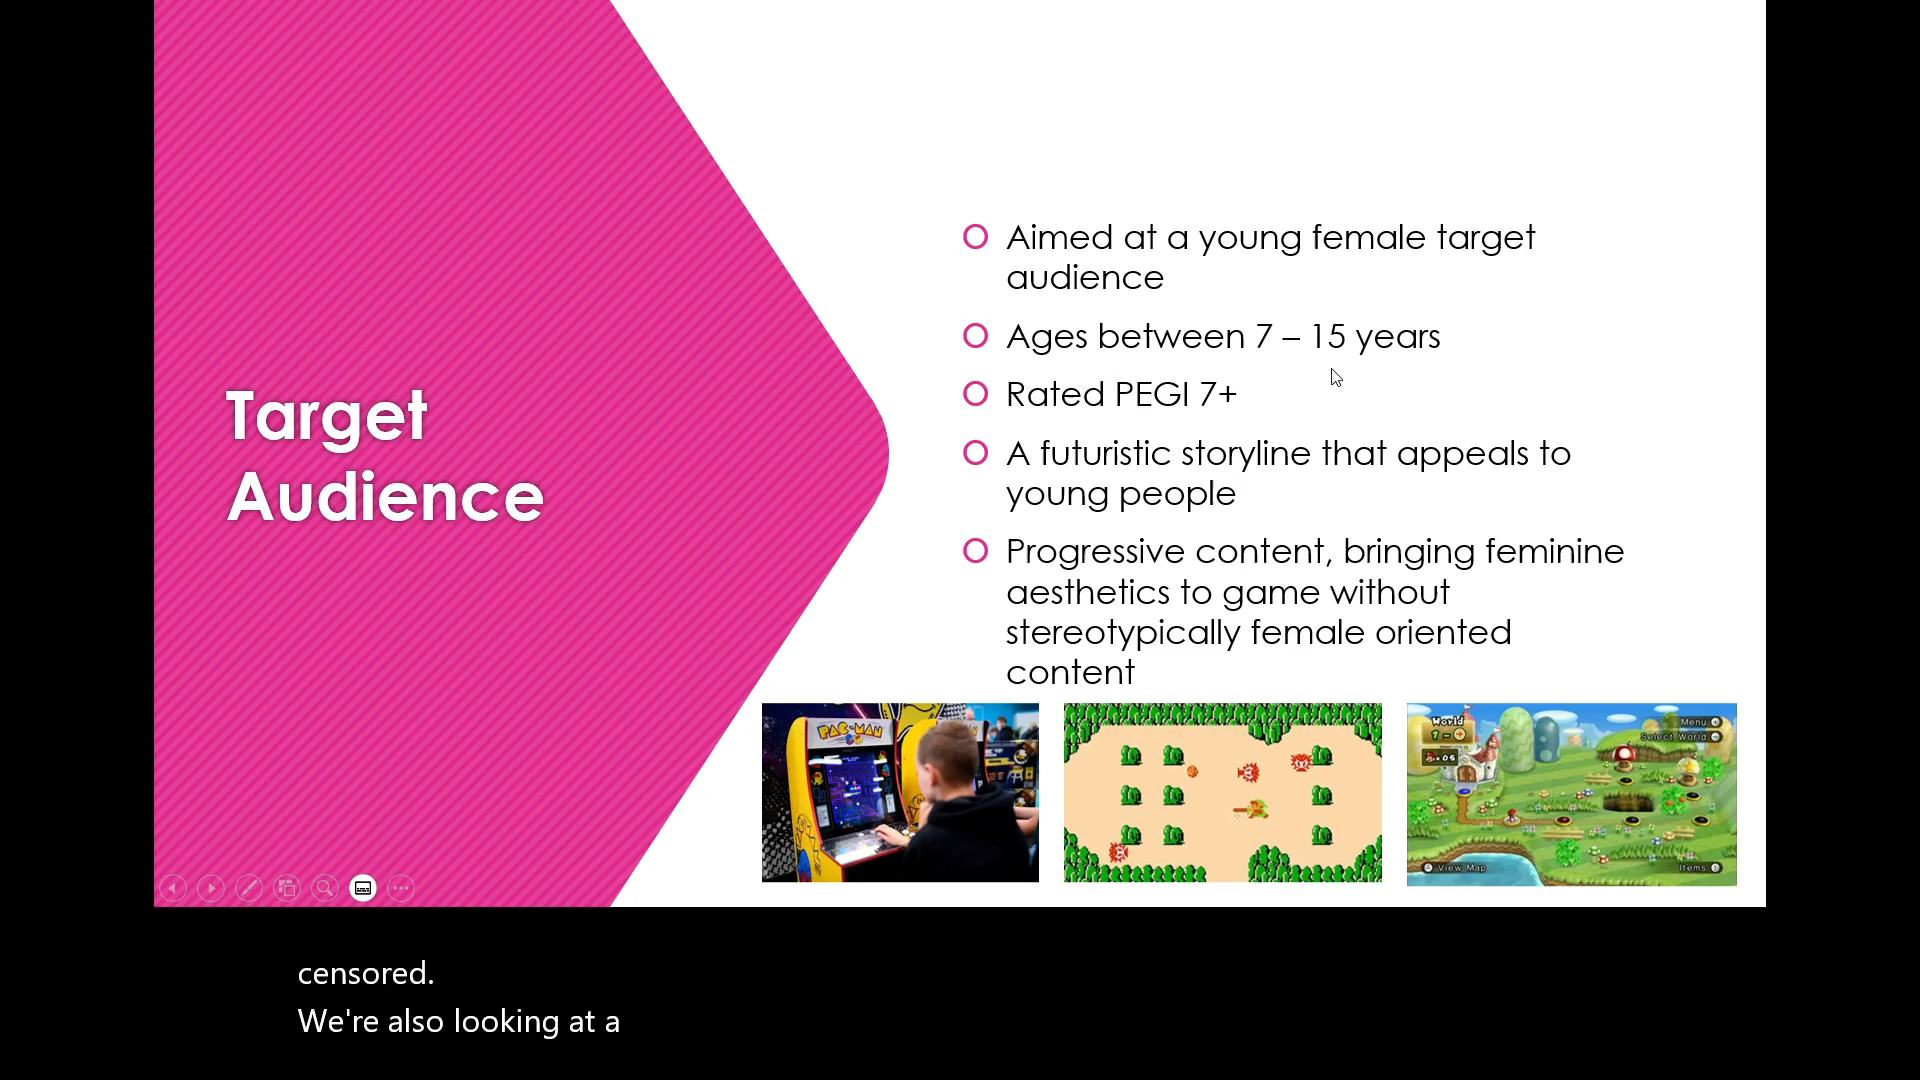 Target
Audience
Aimed at a young female target
audience
Ages between 7 – 15 years
Rated PEGI 7+
A futuristic storyline that appeals to
young people
Progressive content, bringing feminine
aesthetics to game without
stereotypically female oriented
content
PAC-MAN
World
1 -
Menu
Select World
x05
View Map
Items
censored.
We're also looking at a